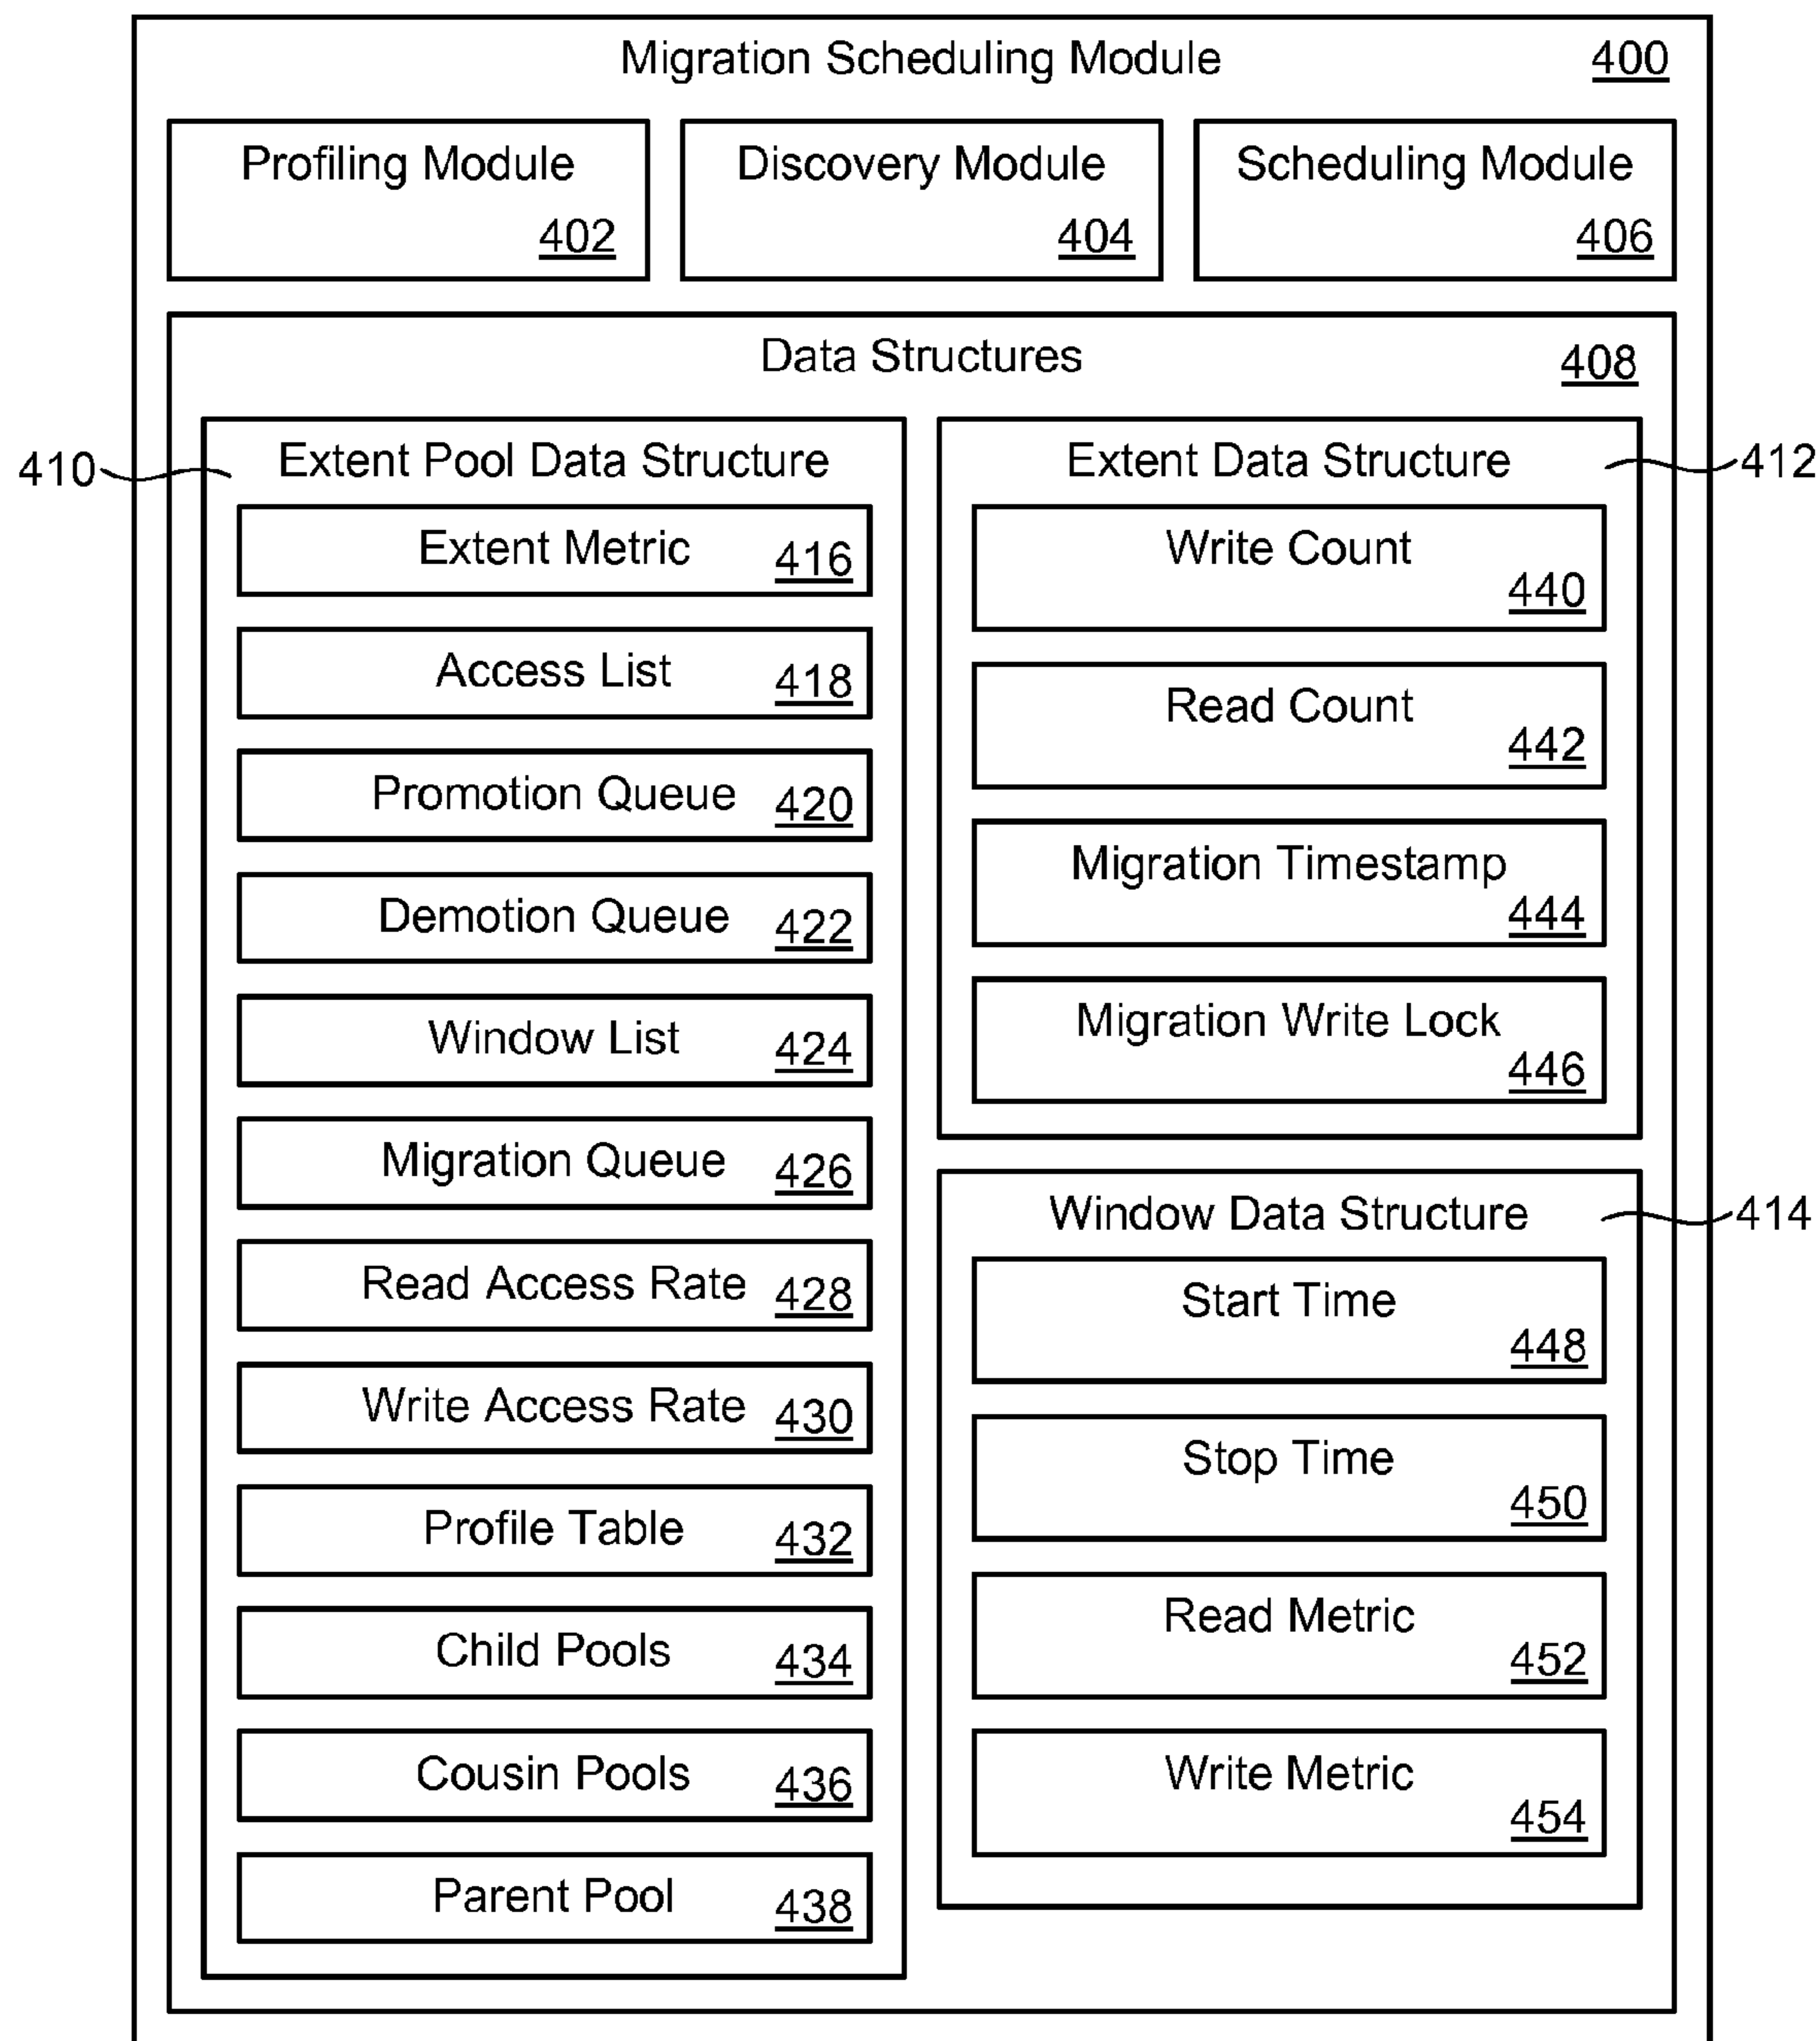 Migration Scheduling Module 400
Profiling Module
402
Discovery Module
404
Scheduling Module
406
Data Structures 408
410
Extent Pool Data Structure
Extent Metric 416
Access List 418
Promotion Queue 420
Demotion Queue 422
Window List 424
Migration Queue 426
Read Access Rate 428
Write Access Rate 430
Profile Table 432
Child Pools 434
Cousin Pools 436
Parent Pool 438
Extent Data Structure
412
Write Count
440
Read Count
442
Migration Timestamp
444
Migration Write Lock
446
Window Data Structure
414
Start Time
448
Stop Time
450
Read Metric
452
Write Metric
454